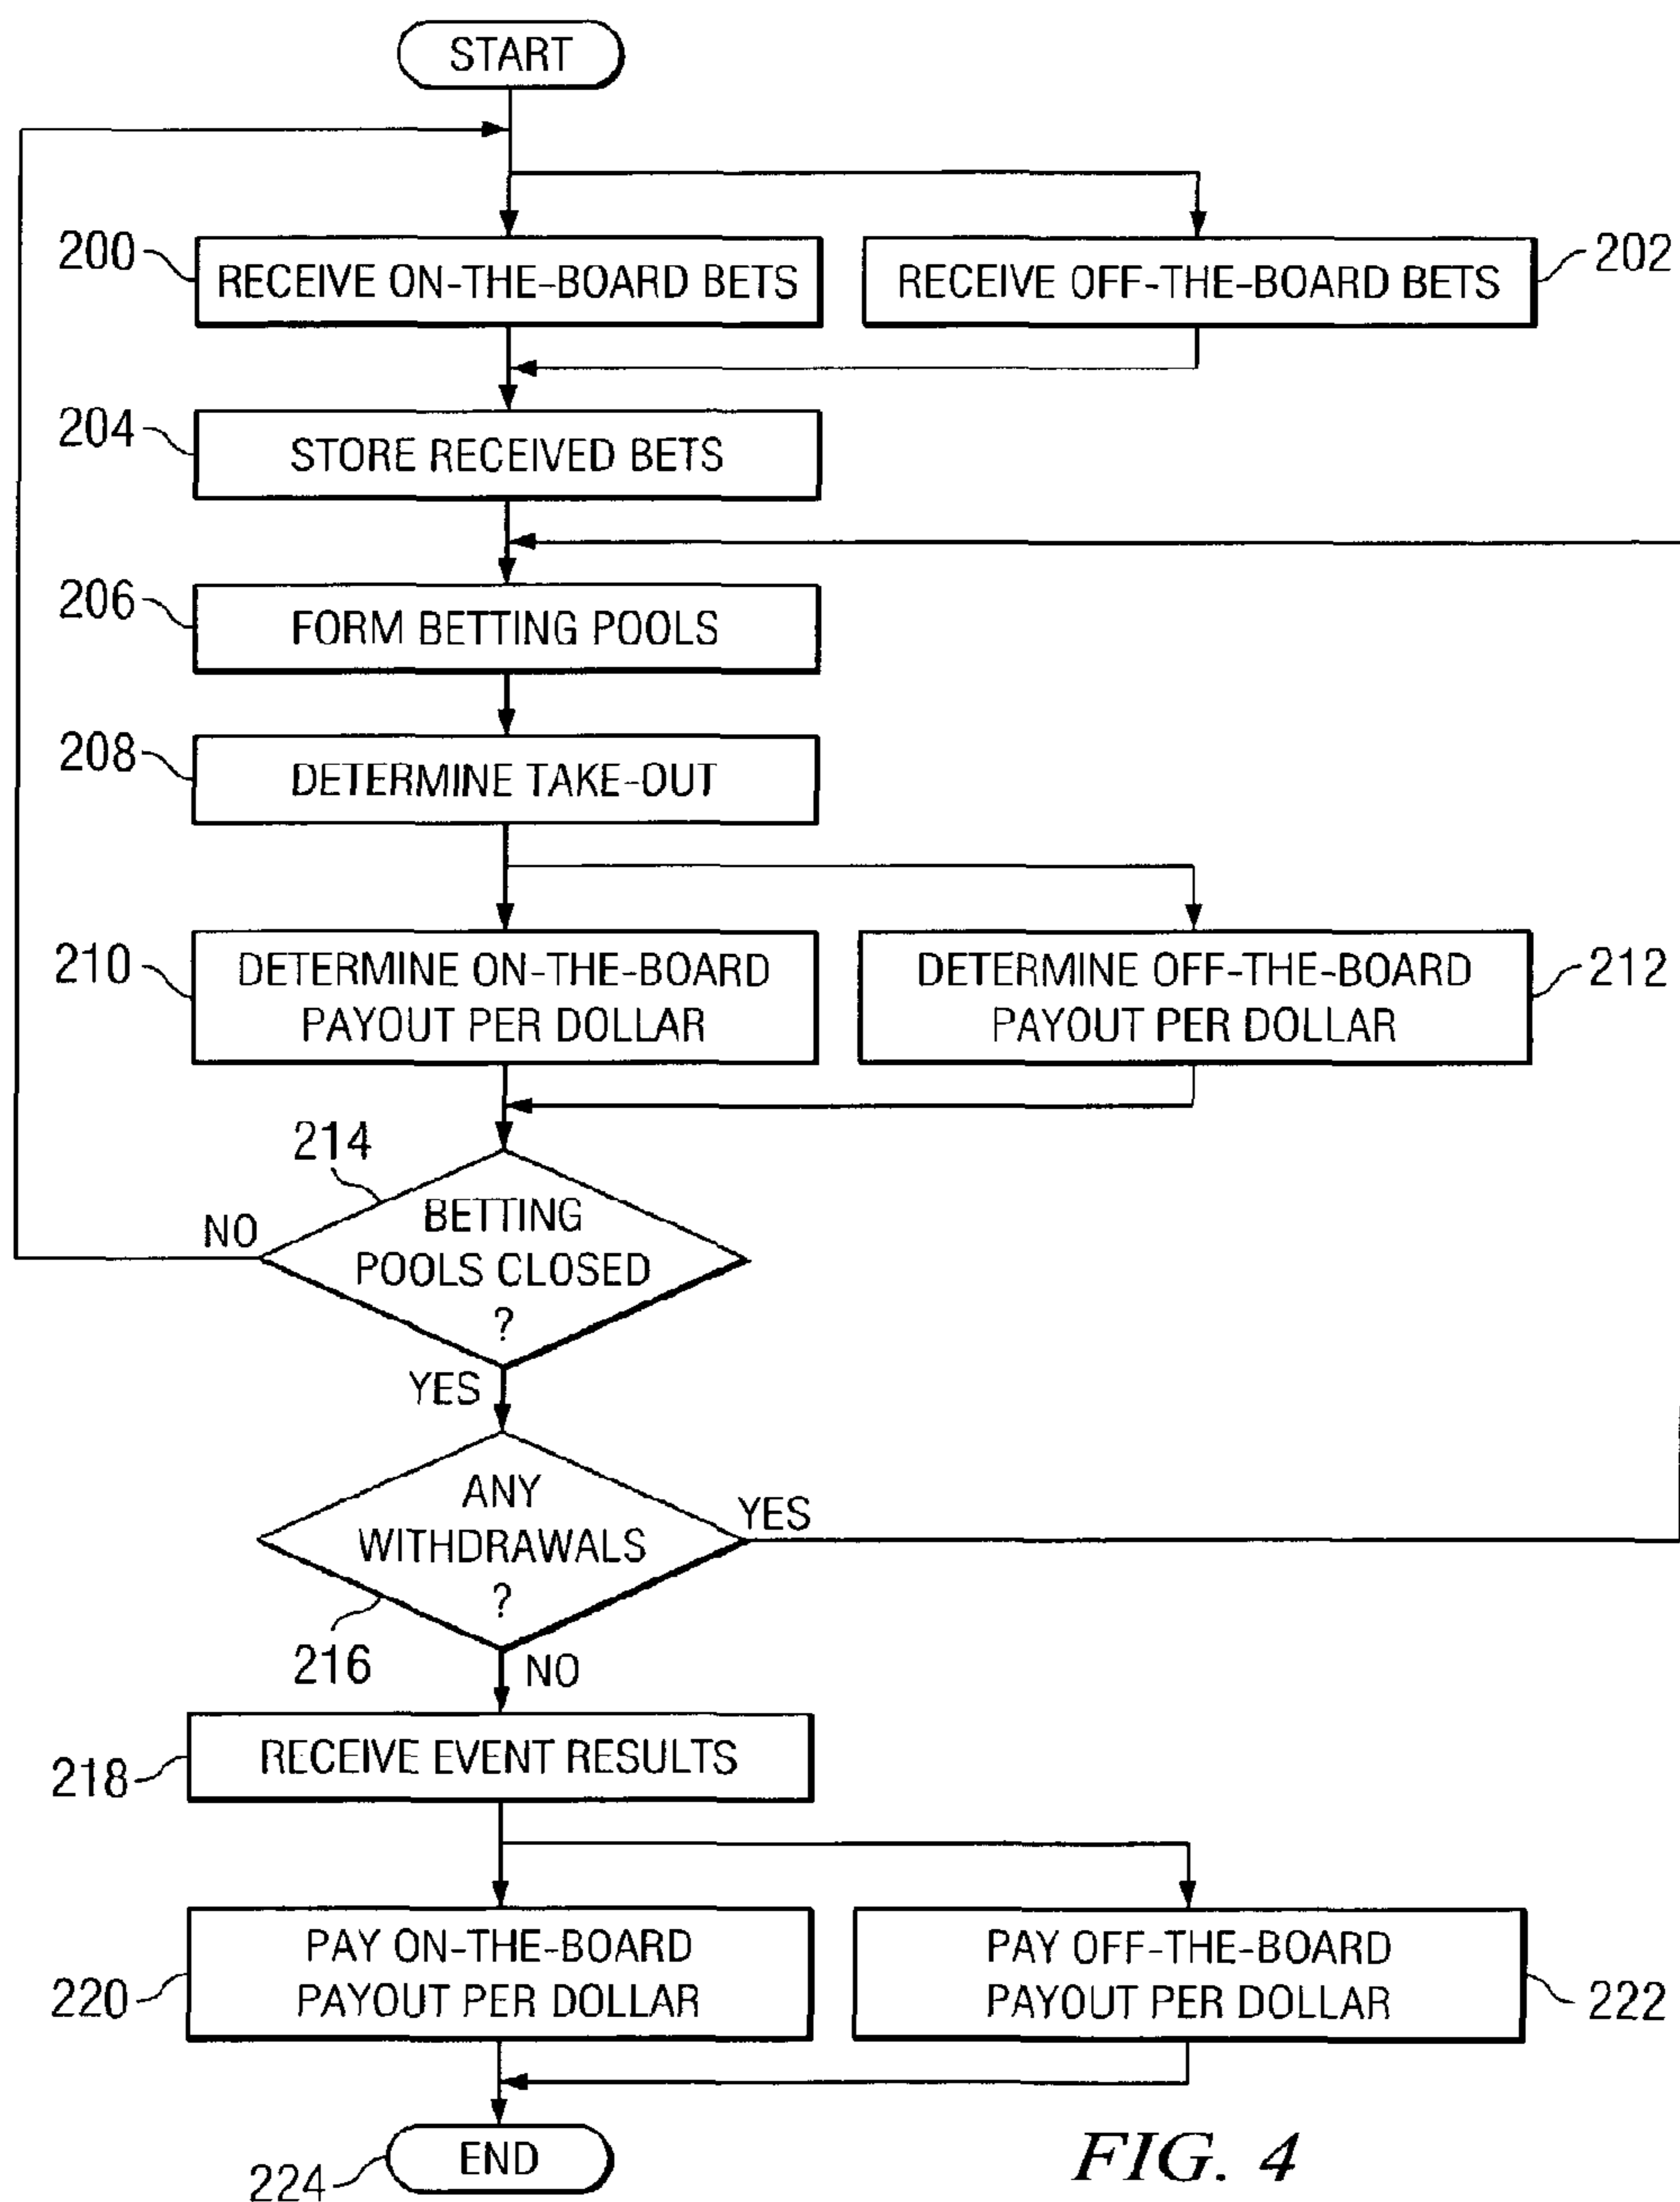 START
200
RECEIVE ON-THE-BOARD BETS
RECEIVE OFF-THE-BOARD BETS
202
204
STORE RECEIVED BETS
206
FORM BETTING POOLS
208
DETERMINE TAKE-OUT
210
DETERMINE ON-THE-BOARD
PAYOUT PER DOLLAR
DETERMINE OFF-THE-BOARD
PAYOUT PER DOLLAR
212
214
NO
BETTING
POOLS CLOSED
?
YES
ANY
WITHDRAWALS
?
YES
216
NO
218
RECEIVE EVENT RESULTS
220
PAY ON-THE-BOARD
PAYOUT PER DOLLAR
PAY OFF-THE-BOARD
PAYOUT PER DOLLAR
222
224
END
FIG. 4